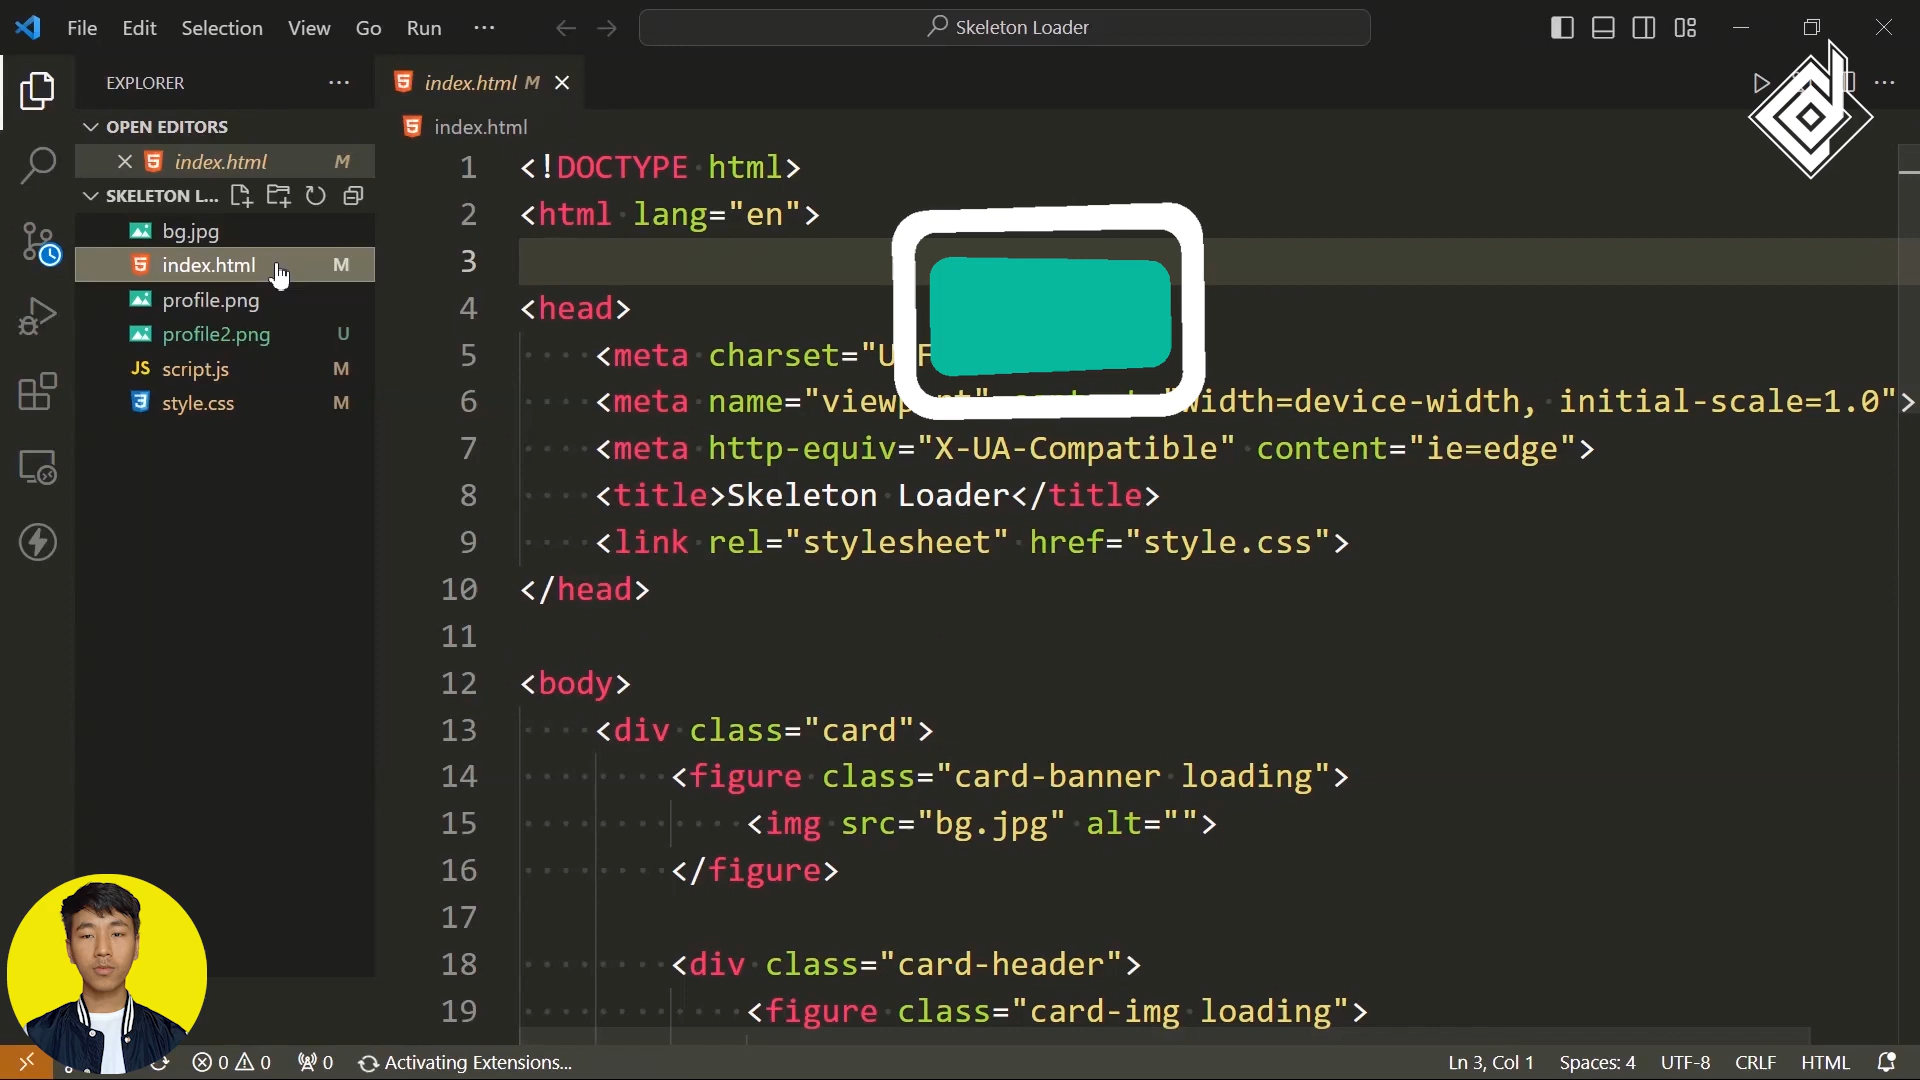 File Edit Selection View Go Run ··· Skeleton Loader
EXPLORER ···
OPEN EDITORS
index.html M
SKELETON L...
bg.jpg
index.html M
profile.png
profile2.png U
JS script.js M
style.css M
index.html M
index.html
1 <!DOCTYPE html>
2 <html lang="en">
3
4 <head>
5 <meta charset="U F
6 <meta name="viewport" "width=device-width, initial-scale=1.0">
7 <meta http-equiv="X-UA-Compatible" content="ie=edge">
8 <title>Skeleton Loader</title>
9 <link rel="stylesheet" href="style.css">
10 </head>
11
12 <body>
13 <div class="card">
14 <figure class="card-banner loading">
15 <img src="bg.jpg" alt="">
16 </figure>
17
18 <div class="card-header">
19 <figure class="card-img loading">
0 0 0 Activating Extensions... Ln 3, Col 1 Spaces: 4 UTF-8 CRLF HTML